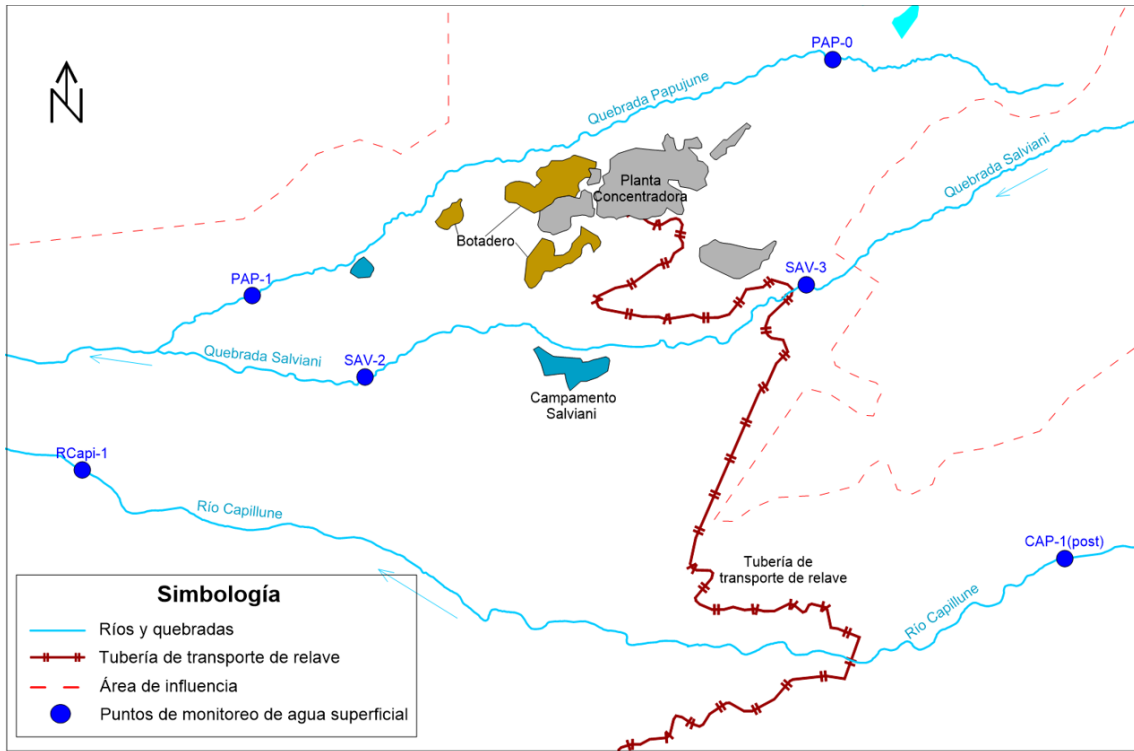 PAP-0
N
Quebrada Papujune
Quebrada Salviani
Planta
Concentradora
Botadero
SAV-3
PAP-1
Quebrada Salviani
SAV-2
Campamento
Salviani
RCapi-1
Río Capillune
CAP-1(post)
Tubería de
transporte de relave
Río Capillune
Simbología
Ríos y quebradas
Tubería de transporte de relave
Área de influencia
Puntos de monitoreo de agua superficial